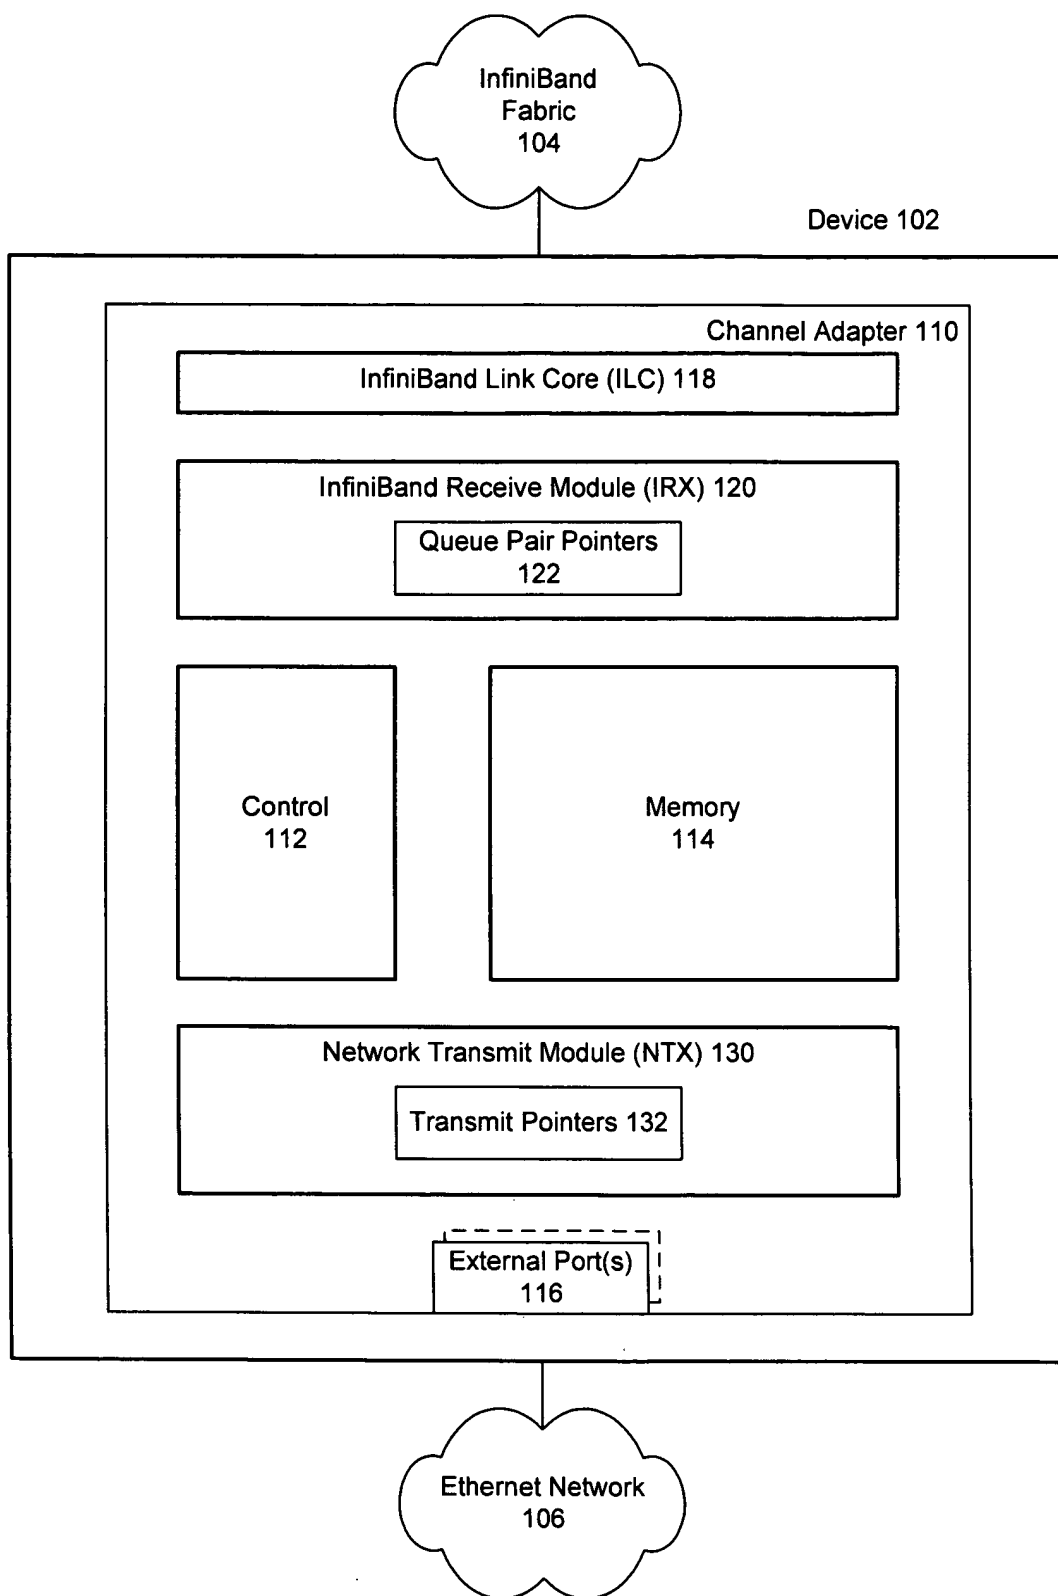 InfiniBand
Fabric
104
Device 102
Channel Adapter 110
InfiniBand Link Core (ILC) 118
InfiniBand Receive Module (IRX) 120
Queue Pair Pointers
122
Control
112
Memory
114
Network Transmit Module (NTX) 130
Transmit Pointers 132
External Port(s)
116
Ethernet Network
106